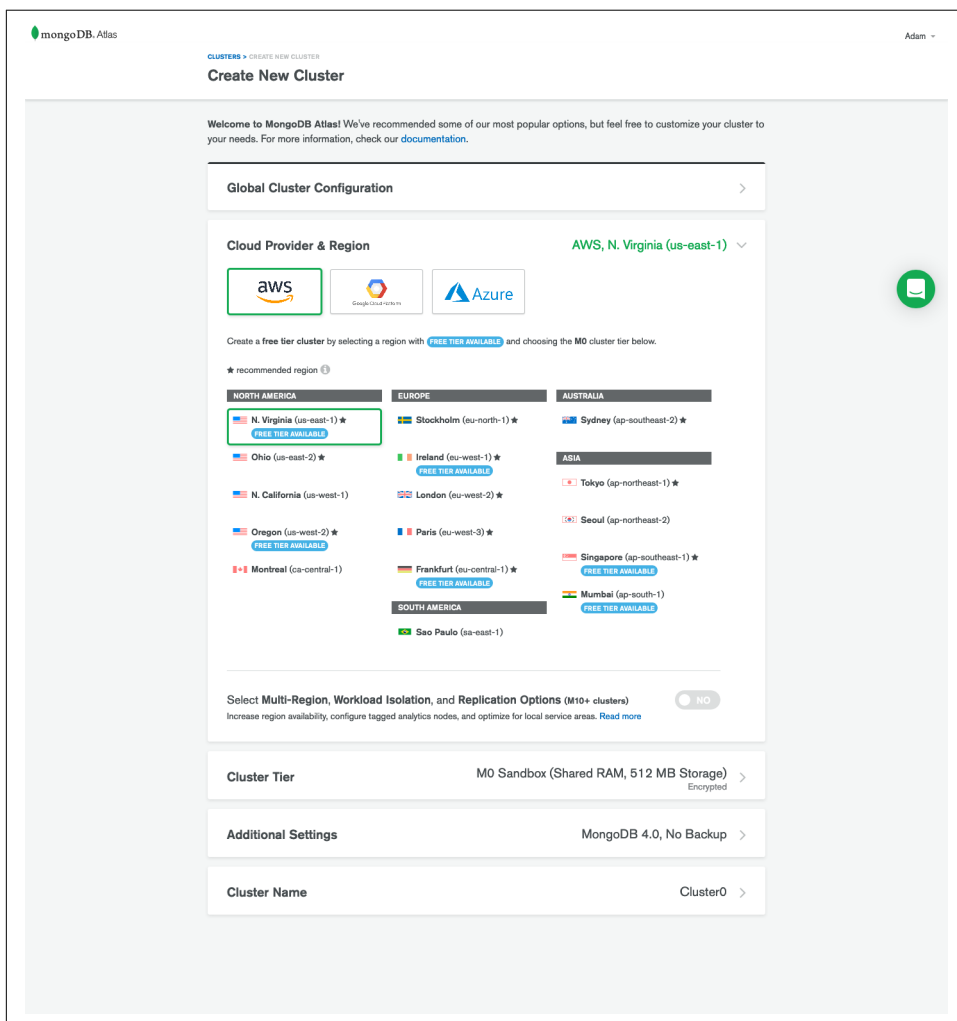 mongoDB. Atlas
Adam
CLUSTERS > CREATE NEW CLUSTER
Create New Cluster
Welcome to MongoDB Atlas! We've recommended some of our most popular options, but feel free to customize your cluster to
your needs. For more information, check our documentation.
Global Cluster Configuration
Cloud Provider & Region
AWS, N. Virginia (us-east-1)
aws
Google Cloud Platform
Azure
Create a free tier cluster by selecting a region with FREE TIER AVAILABLE and choosing the M0 cluster tier below.
★ recommended region
NORTH AMERICA
N. Virginia (us-east-1) ★
FREE TIER AVAILABLE
Ohio (us-east-2) ★
N. California (us-west-1)
Oregon (us-west-2) ★
FREE TIER AVAILABLE
Montreal (ca-central-1)
EUROPE
Stockholm (eu-north-1) ★
Ireland (eu-west-1) ★
FREE TIER AVAILABLE
London (eu-west-2) ★
Paris (eu-west-3) ★
Frankfurt (eu-central-1) ★
FREE TIER AVAILABLE
SOUTH AMERICA
Sao Paulo (sa-east-1)
AUSTRALIA
Sydney (ap-southeast-2) ★
ASIA
Tokyo (ap-northeast-1) ★
Seoul (ap-northeast-2)
Singapore (ap-southeast-1) ★
FREE TIER AVAILABLE
Mumbai (ap-south-1)
FREE TIER AVAILABLE
Select Multi-Region, Workload Isolation, and Replication Options (M10+ clusters)
NO
Increase region availability, configure tagged analytics nodes, and optimize for local service areas. Read more
Cluster Tier
M0 Sandbox (Shared RAM, 512 MB Storage)
Encrypted
Additional Settings
MongoDB 4.0, No Backup
Cluster Name
Cluster0